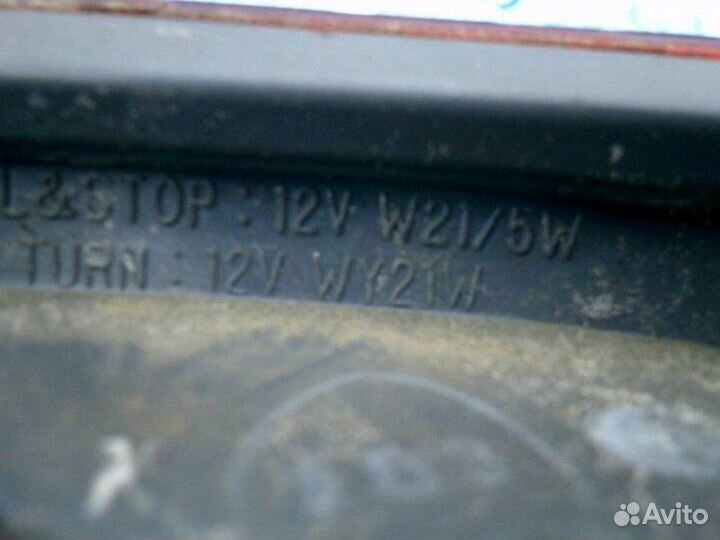 L&STOP : 12V W21/5W
TURN : 12V WY21W
Avito